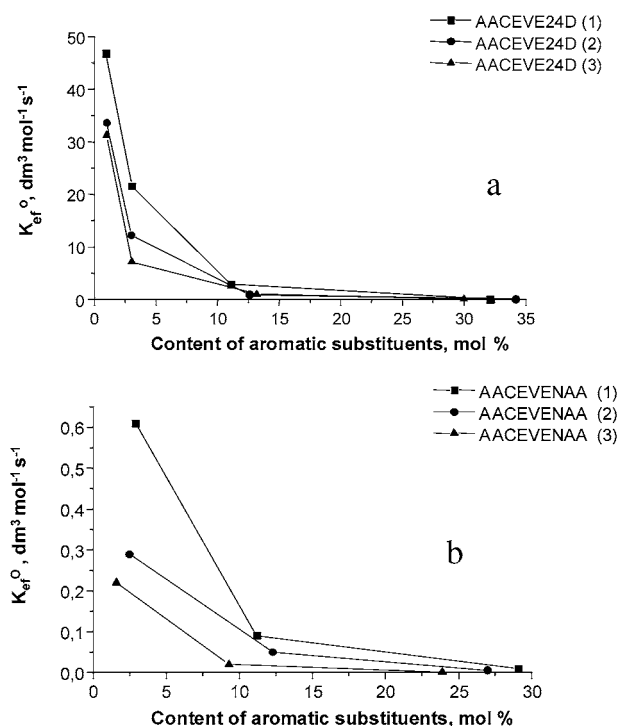 AACEVE24D (1)
AACEVE24D (2)
AACEVE24D (3)
a
50
40
30
20
10
0
K_ef^o, dm³ mol⁻¹ s⁻¹
0 5 10 15 20 25 30 35
Content of aromatic substituents, mol %
AACEVENAA (1)
AACEVENAA (2)
AACEVENAA (3)
b
0,6
0,5
0,4
0,3
0,2
0,1
0,0
K_ef^o, dm³ mol⁻¹ s⁻¹
0 5 10 15 20 25 30
Content of aromatic substituents, mol %